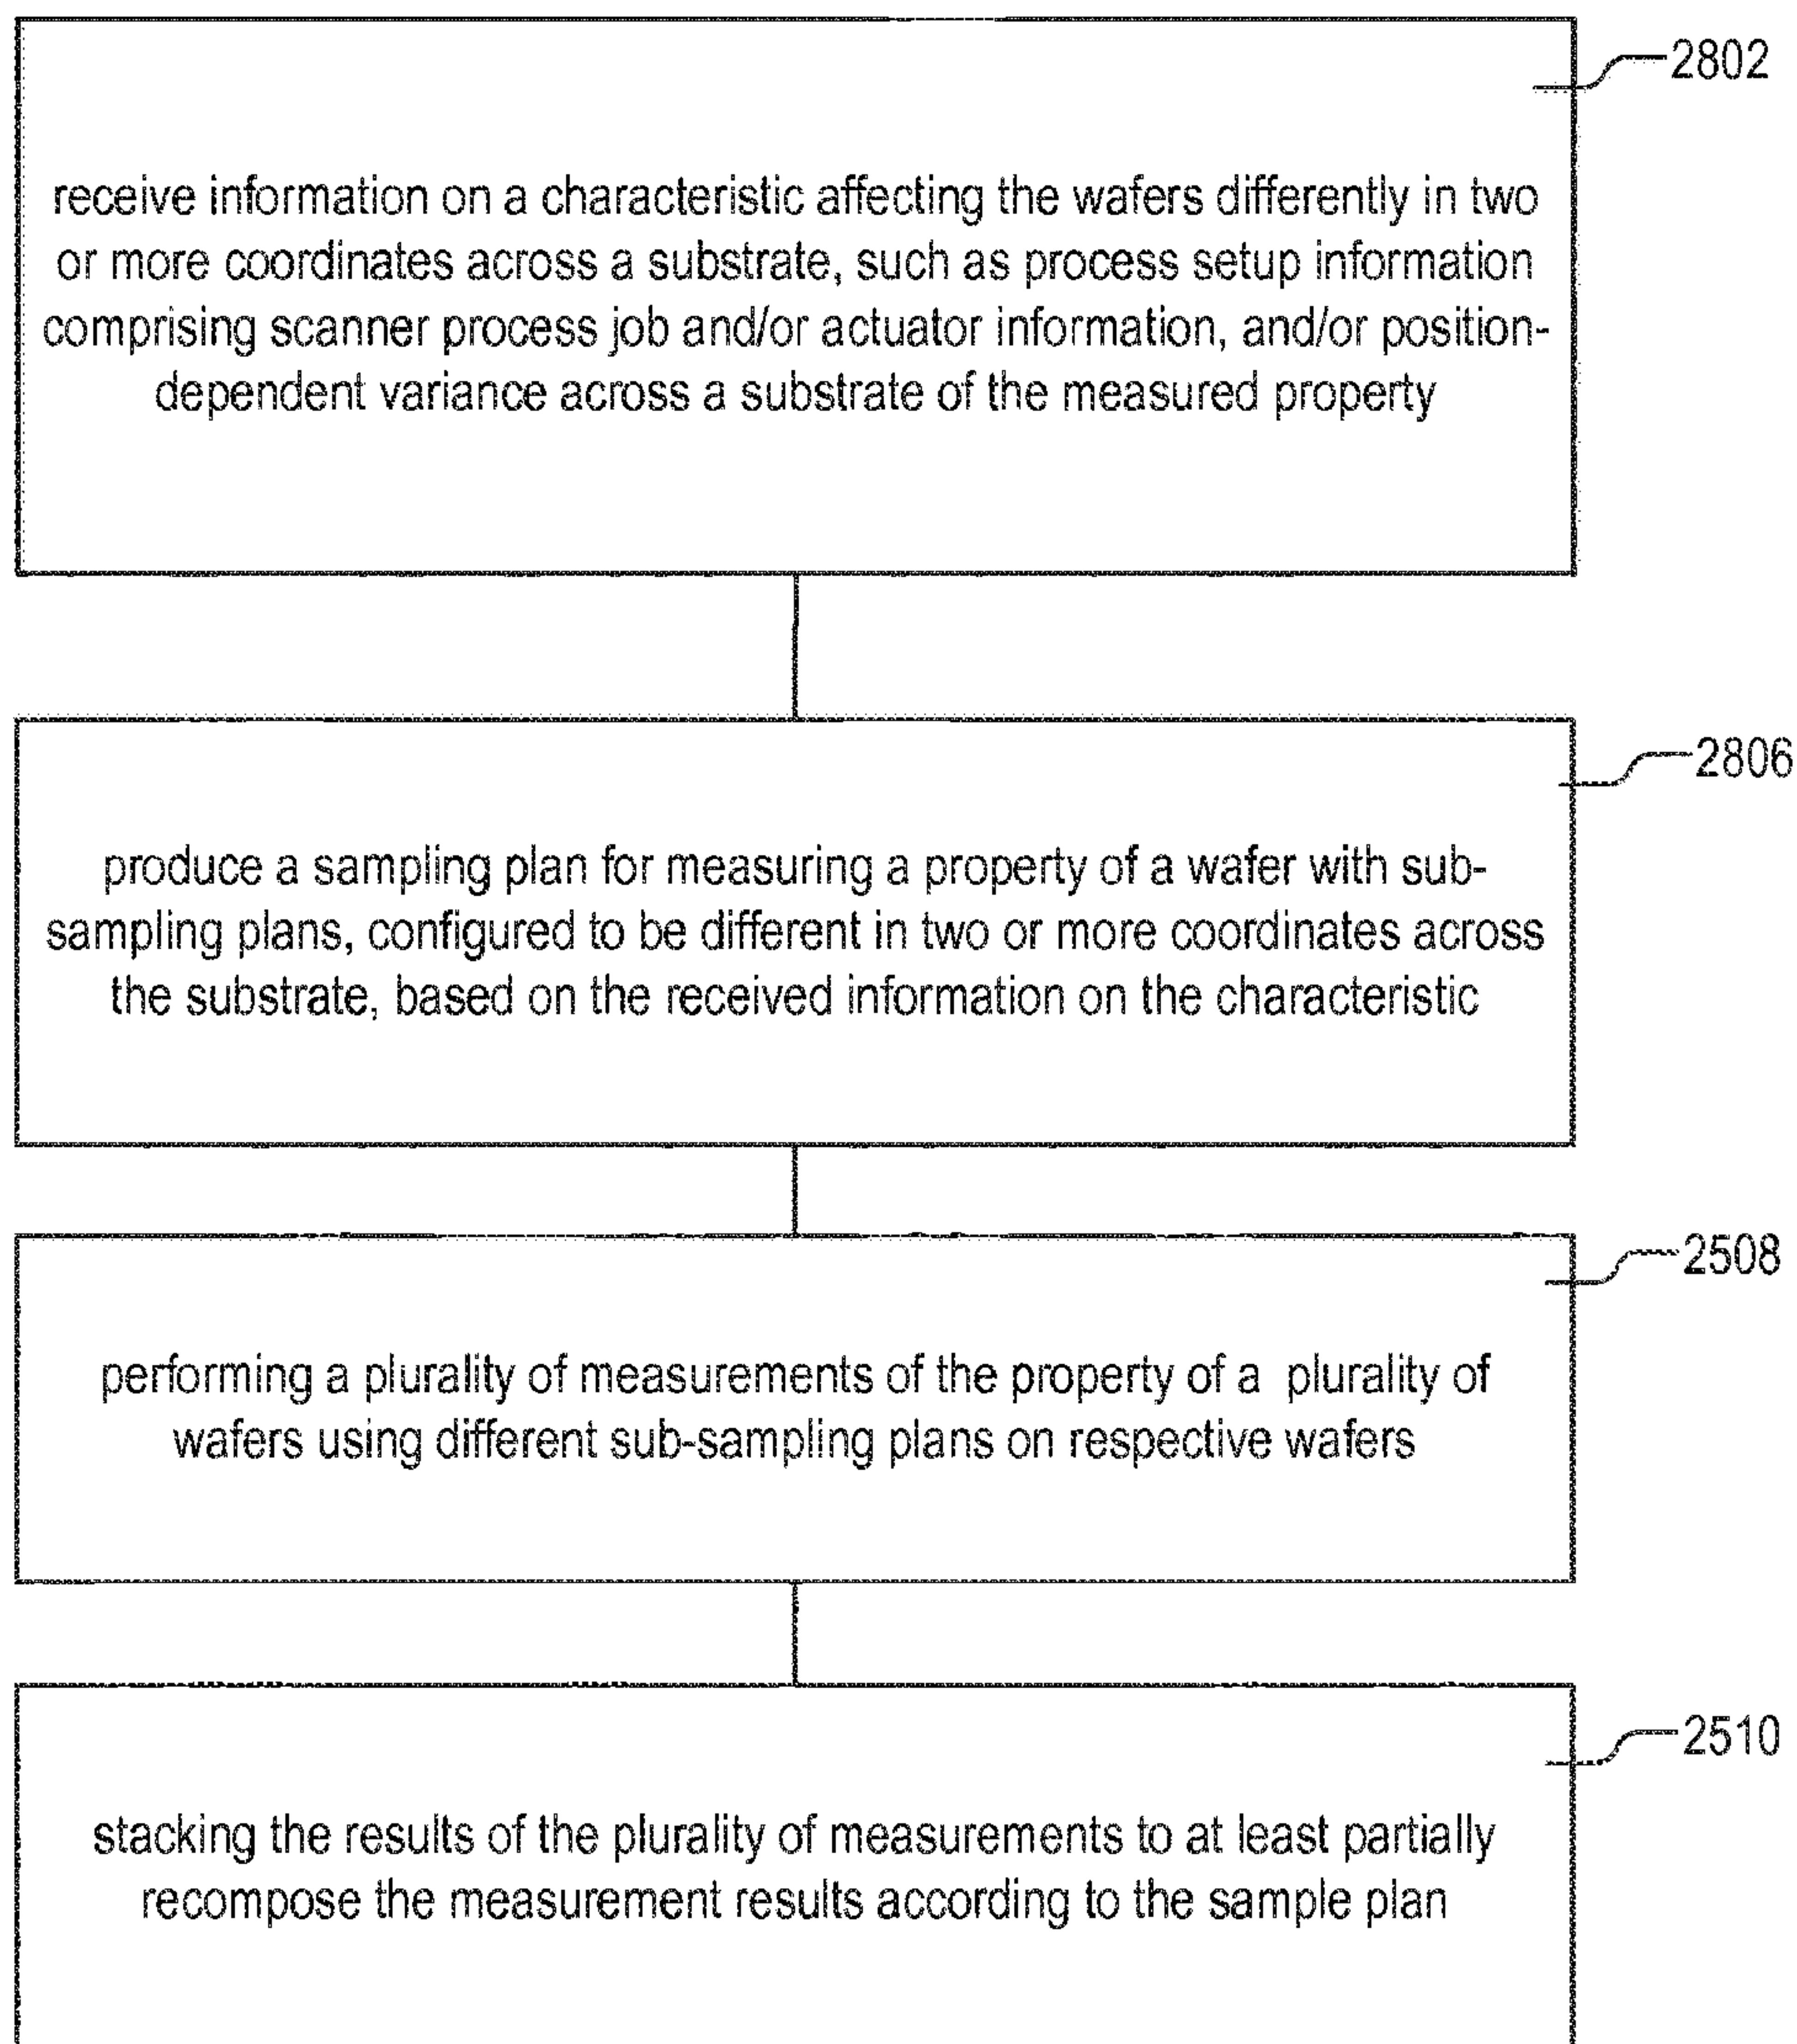 2802
receive information on a characteristic affecting the wafers differently in two
or more coordinates across a substrate, such as process setup information
comprising scanner process job and/or actuator information, and/or position-
dependent variance across a substrate of the measured property
2806
produce a sampling plan for measuring a property of a wafer with sub-
sampling plans, configured to be different in two or more coordinates across
the substrate, based on the received information on the characteristic
2508
performing a plurality of measurements of the property of a plurality of
wafers using different sub-sampling plans on respective wafers
2510
stacking the results of the plurality of measurements to at least partially
recompose the measurement results according to the sample plan